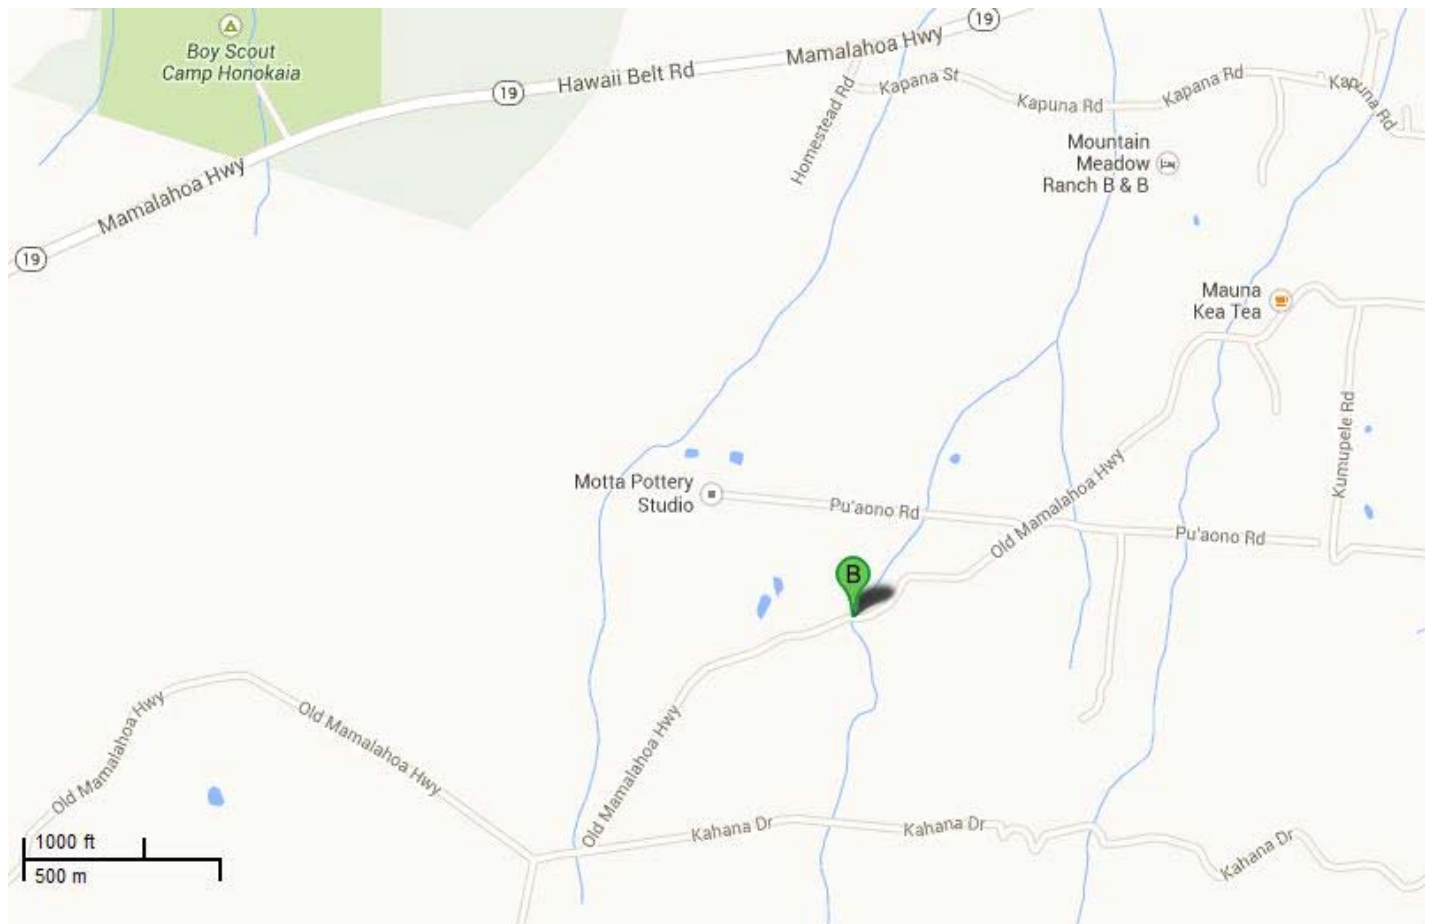 19
Boy Scout
Camp Honokaia
Mamalahoa Hwy
Hawaii Belt Rd
19
Kapana St
Kapana Rd
Kapuna Rd
Kapuna Rd
Homestead Rd
Mountain
Meadow
Ranch B & B
Mamalahoa Hwy
19
Mauna
Kea Tea
Kumupele Rd
Motta Pottery
Studio
Pu'aono Rd
Old Mamalahoa Hwy
Pu'aono Rd
B
Old Mamalahoa Hwy
Old Mamalahoa Hwy
Old Mamalahoa Hwy
Kahana Dr
Kahana Dr
Kahana Dr
1000 ft
500 m